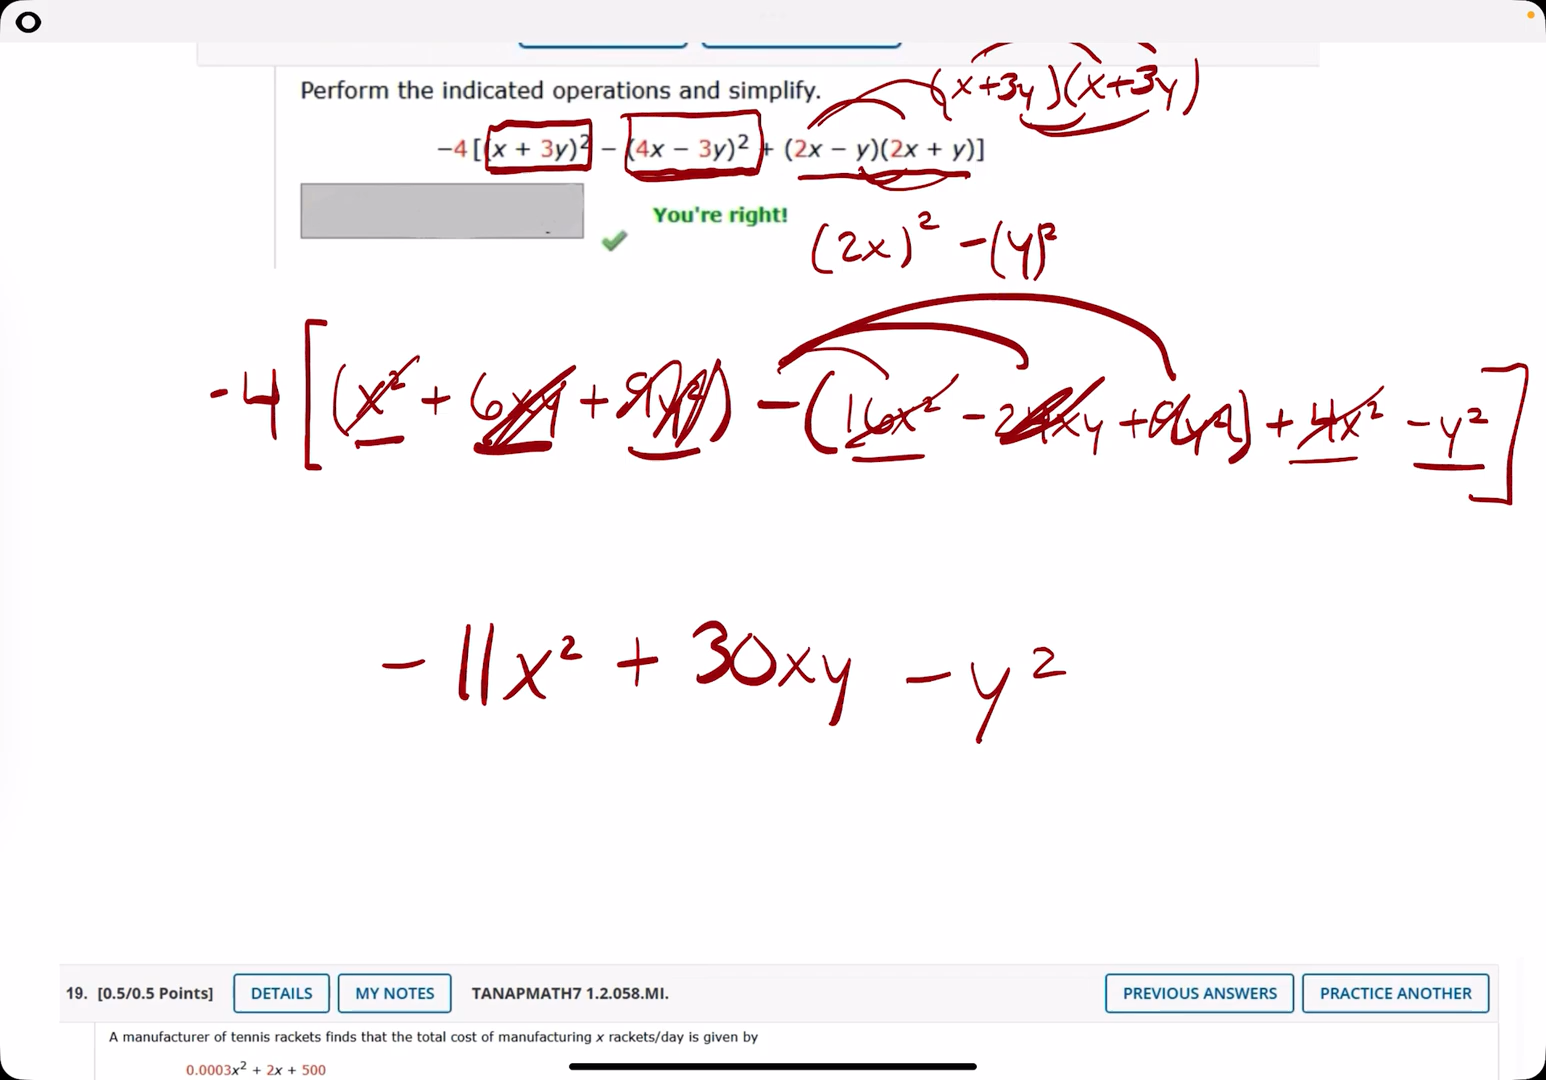 (x+3y)(x+3y)
Perform the indicated operations and simplify.
-4[(x + 3y)² − (4x − 3y)² + (2x − y)(2x + y)]
You're right!
(2x)² -(y)²
-4[(x² + 6xy + 9y²) -(16x² - 24xy + 9y²) + 4x² - y²]
- 11x² + 30xy - y²
19. [0.5/0.5 Points] DETAILS MY NOTES TANAPMATH7 1.2.058.MI. PREVIOUS ANSWERS PRACTICE ANOTHER
A manufacturer of tennis rackets finds that the total cost of manufacturing x rackets/day is given by
0.0003x² + 2x + 500